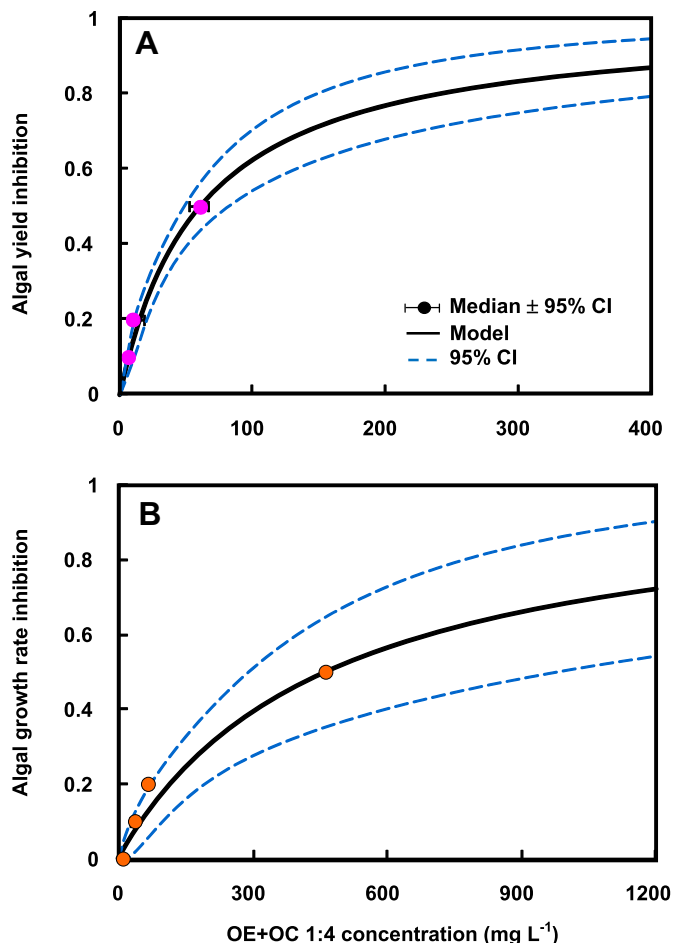 A
1
0.8
0.6
0.4
0.2
0
Algal yield inhibition
Median ± 95% CI
Model
95% CI
0 100 200 300 400
B
1
0.8
0.6
0.4
0.2
0
Algal growth rate inhibition
0 300 600 900 1200
OE+OC 1:4 concentration (mg L⁻¹)